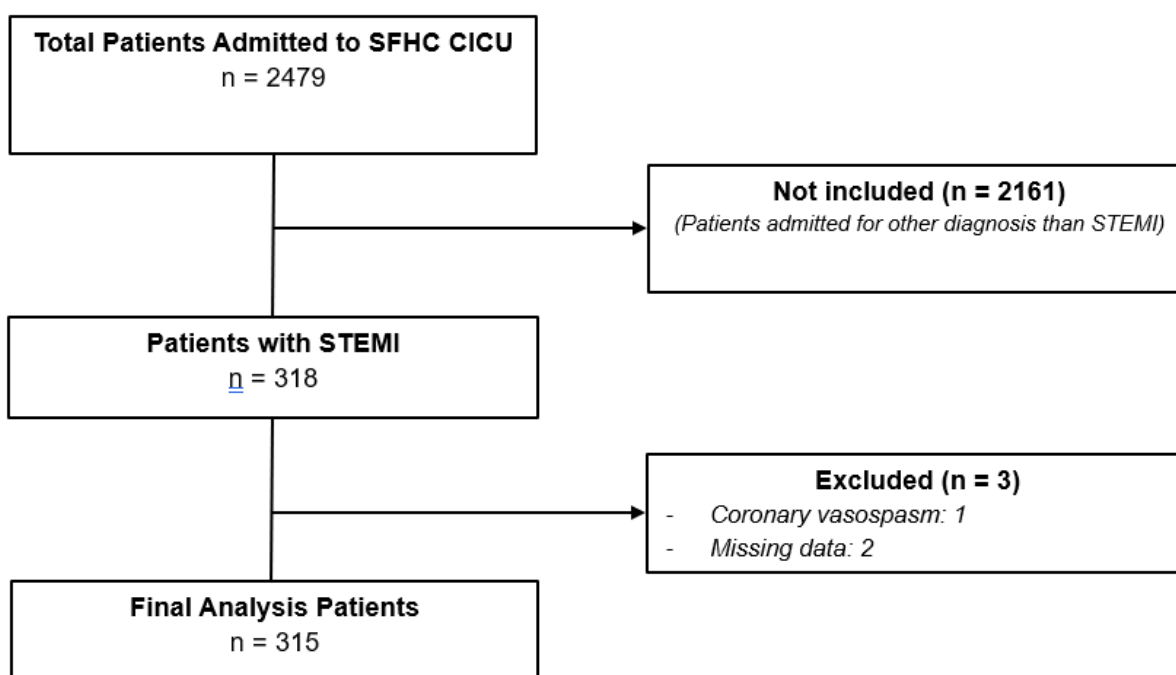 Total Patients Admitted to SFHC CICU
n = 2479
Not included (n = 2161)
(Patients admitted for other diagnosis than STEMI)
Patients with STEMI
n = 318
Excluded (n = 3)
- Coronary vasospasm: 1
- Missing data: 2
Final Analysis Patients
n = 315